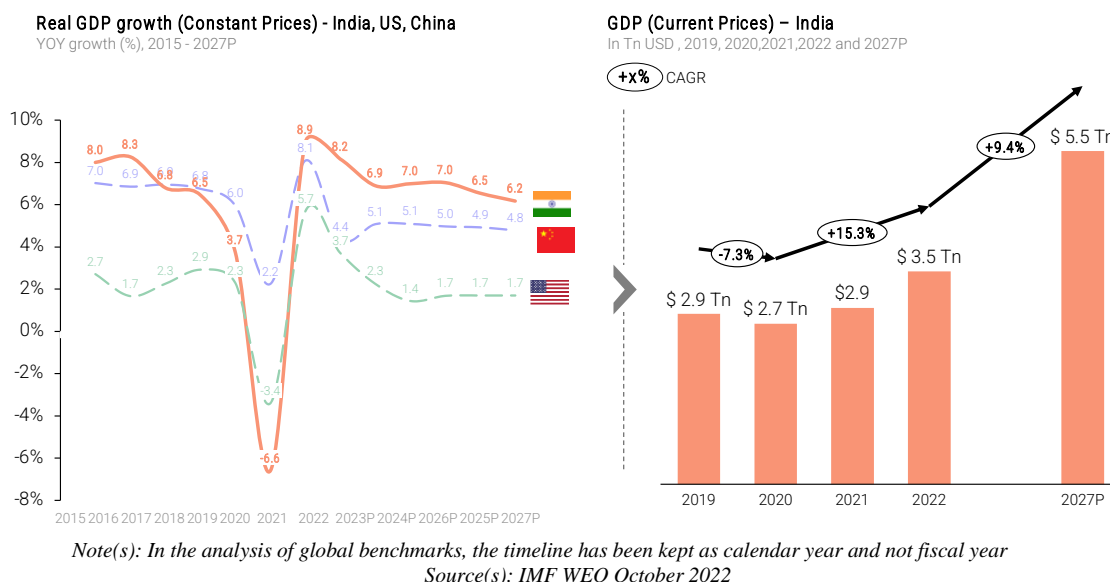 Real GDP growth (Constant Prices) - India, US, China
YOY growth (%), 2015 - 2027P
10%
8%
6%
4%
2%
0%
-2%
-4%
-6%
-8%
8.0 8.3 6.8 6.5 3.7 -6.6 8.9 8.2 6.9 7.0 7.0 6.5 6.2
7.0 6.9 6.9 6.8 6.0 2.2 8.1 4.4 5.1 5.1 5.0 4.9 4.8
2.7 1.7 2.3 2.9 2.3 -3.4 5.7 3.7 2.3 1.4 1.7 1.7 1.7
2015 2016 2017 2018 2019 2020 2021 2022 2023P 2024P 2026P 2025P 2027P
GDP (Current Prices) – India
In Tn USD , 2019, 2020,2021,2022 and 2027P
+x% CAGR
-7.3% +15.3% +9.4%
$ 2.9 Tn $ 2.7 Tn $2.9 $ 3.5 Tn $ 5.5 Tn
2019 2020 2021 2022 2027P
Note(s): In the analysis of global benchmarks, the timeline has been kept as calendar year and not fiscal year
Source(s): IMF WEO October 2022